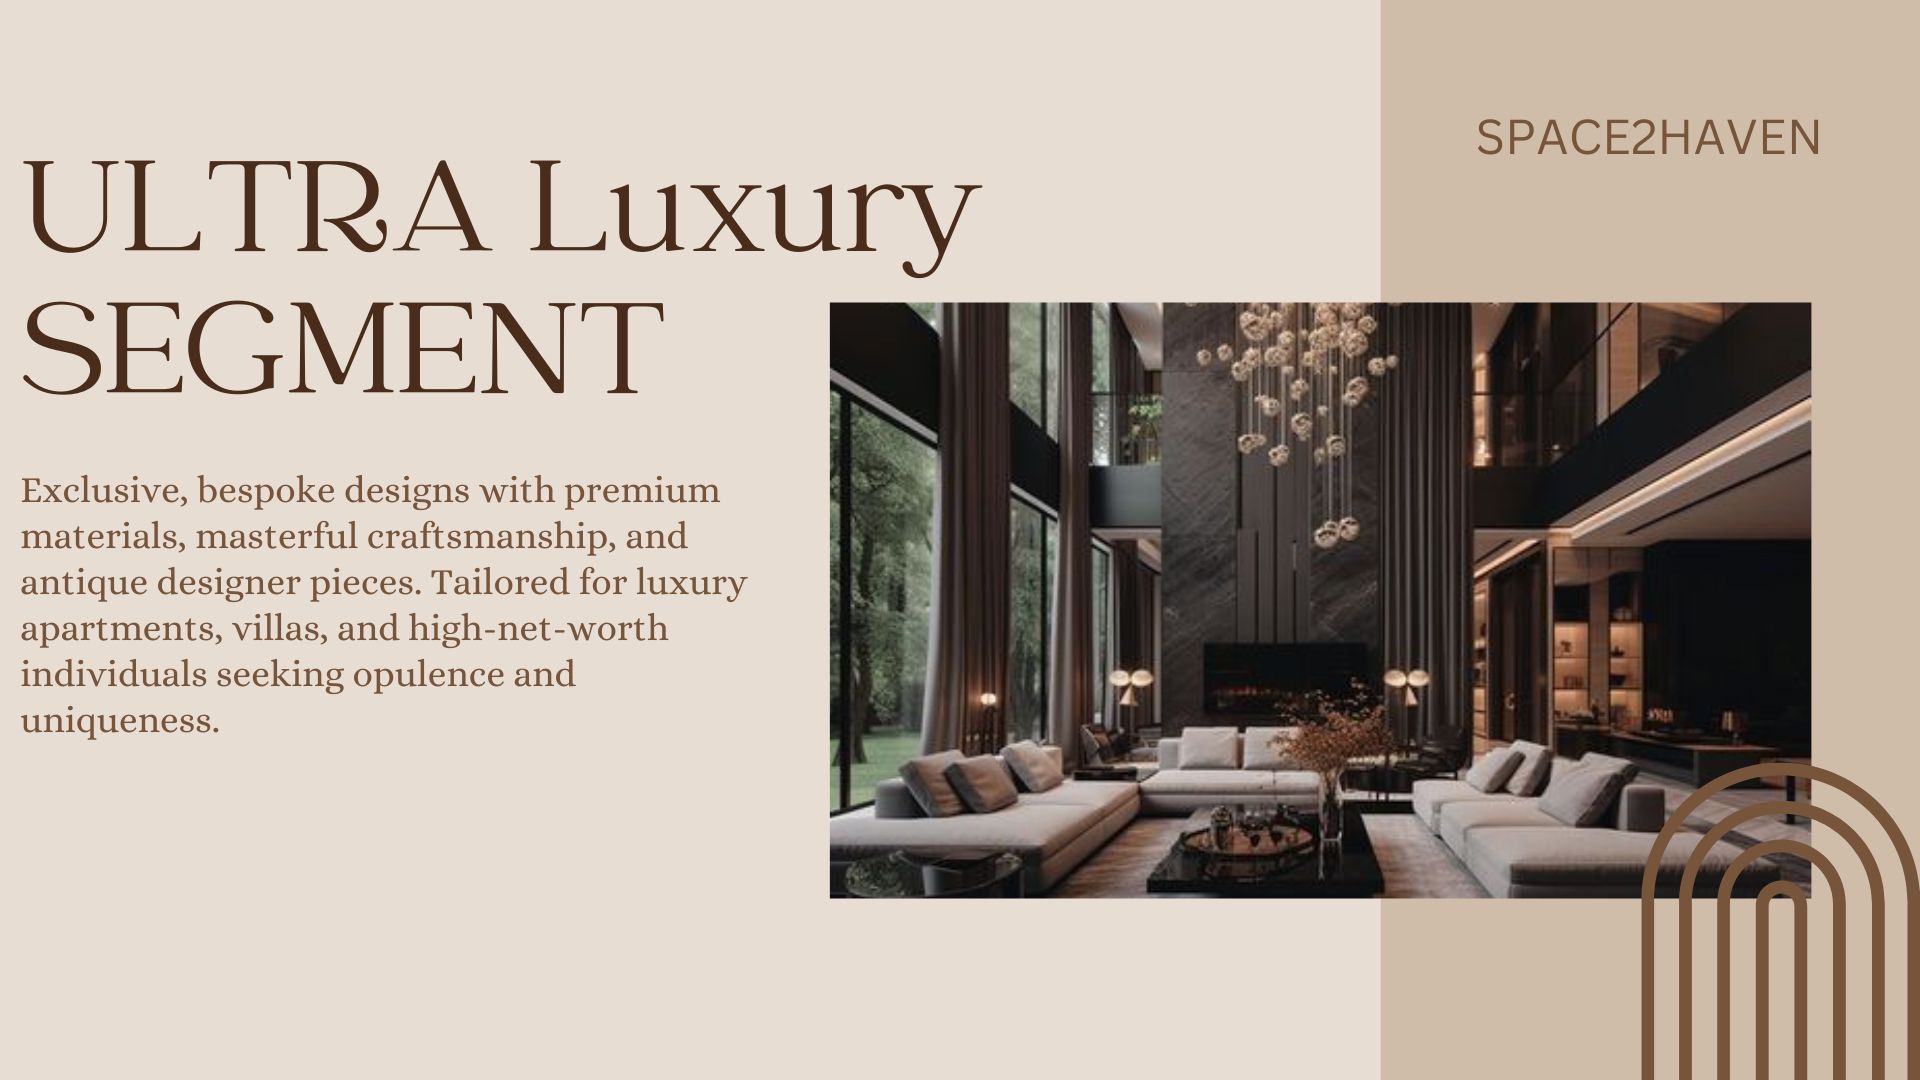 SPACE2HAVEN
ULTRA Luxury
SEGMENT
Exclusive, bespoke designs with premium
materials, masterful craftsmanship, and
antique designer pieces. Tailored for luxury
apartments, villas, and high-net-worth
individuals seeking opulence and
uniqueness.